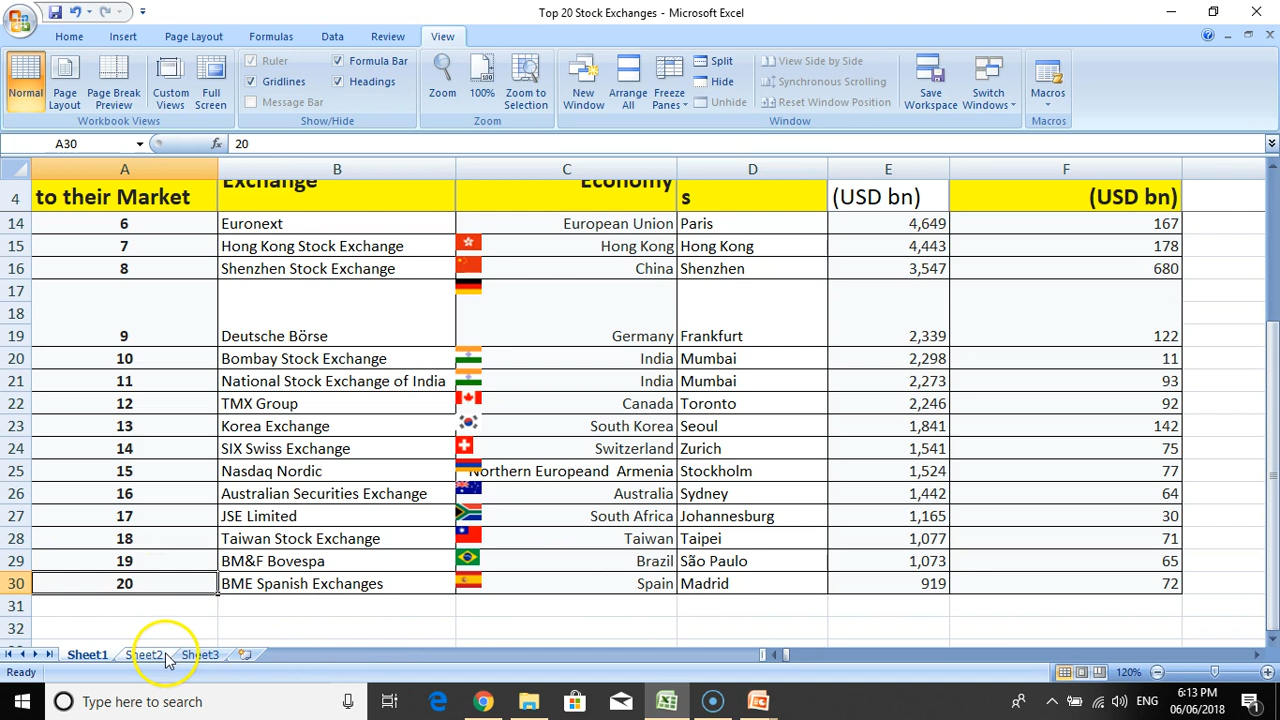 Top 20 Stock Exchanges - Microsoft Excel
Home Insert Page Layout Formulas Data Review View
Normal
Page Layout
Page Break Preview
Custom Views
Full Screen
Workbook Views
Ruler
Formula Bar
Gridlines
Headings
Message Bar
Show/Hide
Zoom
100%
Zoom to Selection
Zoom
New Window
Arrange All
Freeze Panes
Split
Hide
Unhide
View Side by Side
Synchronous Scrolling
Reset Window Position
Save Workspace
Switch Windows
Window
Macros
Macros
A30 fx 20
A B C D E F
Exchange Economy
4 to their Market s (USD bn) (USD bn)
14 6 Euronext European Union Paris 4,649 167
15 7 Hong Kong Stock Exchange Hong Kong Hong Kong 4,443 178
16 8 Shenzhen Stock Exchange China Shenzhen 3,547 680
17
18
19 9 Deutsche Börse Germany Frankfurt 2,339 122
20 10 Bombay Stock Exchange India Mumbai 2,298 11
21 11 National Stock Exchange of India India Mumbai 2,273 93
22 12 TMX Group Canada Toronto 2,246 92
23 13 Korea Exchange South Korea Seoul 1,841 142
24 14 SIX Swiss Exchange Switzerland Zurich 1,541 75
25 15 Nasdaq Nordic Northern Europeand Armenia Stockholm 1,524 77
26 16 Australian Securities Exchange Australia Sydney 1,442 64
27 17 JSE Limited South Africa Johannesburg 1,165 30
28 18 Taiwan Stock Exchange Taiwan Taipei 1,077 71
29 19 BM&F Bovespa Brazil São Paulo 1,073 65
30 20 BME Spanish Exchanges Spain Madrid 919 72
31
32
Sheet1 Sheet2 Sheet3
Ready 120%
Type here to search ENG 6:13 PM
06/06/2018